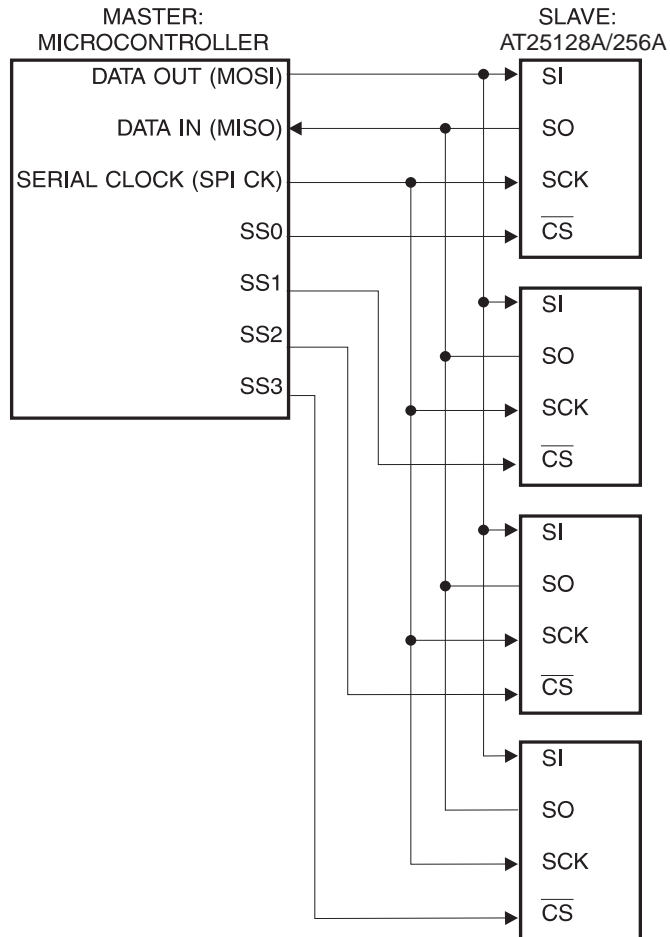 MASTER:
MICROCONTROLLER
SLAVE:
AT25128A/256A
DATA OUT (MOSI)
DATA IN (MISO)
SERIAL CLOCK (SPI CK)
SS0
SS1
SS2
SS3
SI
SO
SCK
CS
SI
SO
SCK
CS
SI
SO
SCK
CS
SI
SO
SCK
CS